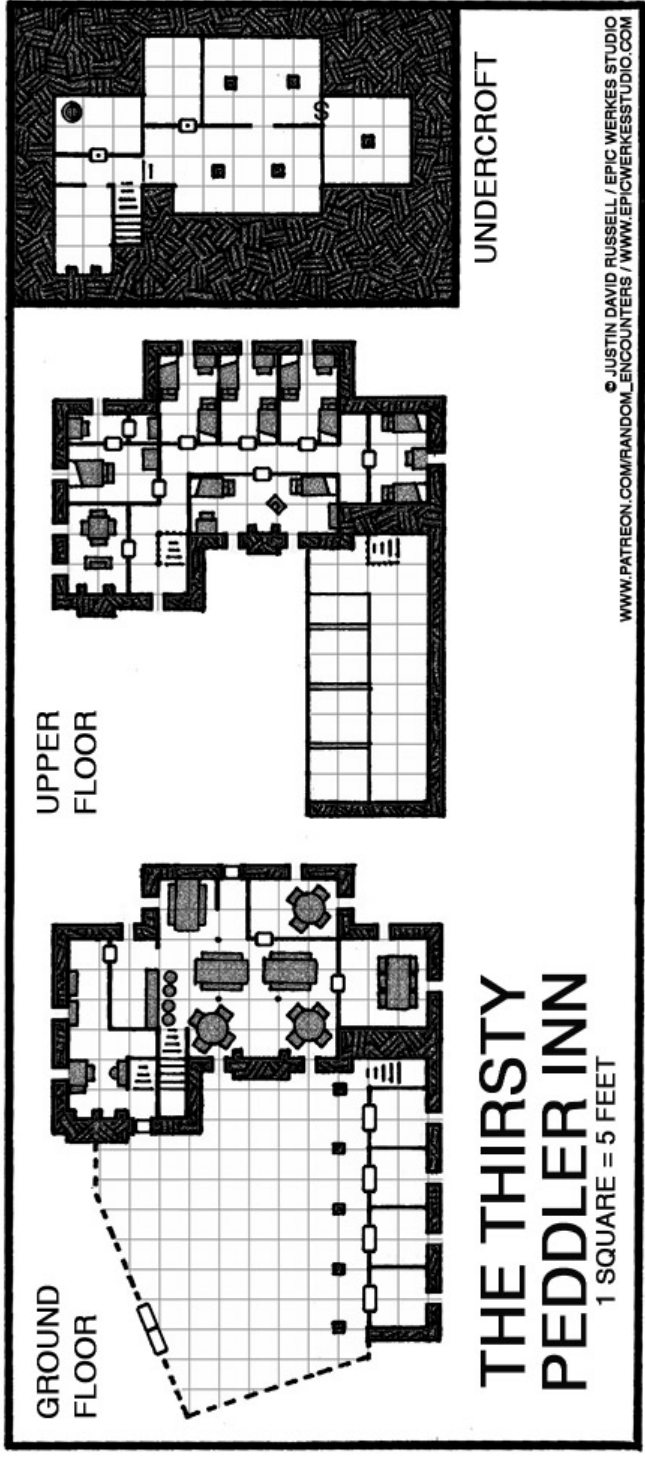 GROUND
FLOOR
UPPER
FLOOR
UNDERCROFT
THE THIRSTY
PEDDLER INN
1 SQUARE = 5 FEET
© JUSTIN DAVID RUSSELL / EPIC WERKES STUDIO
WWW.PATREON.COM/RANDOM_ENCOUNTERS / WWW.EPICWERKESSTUDIO.COM